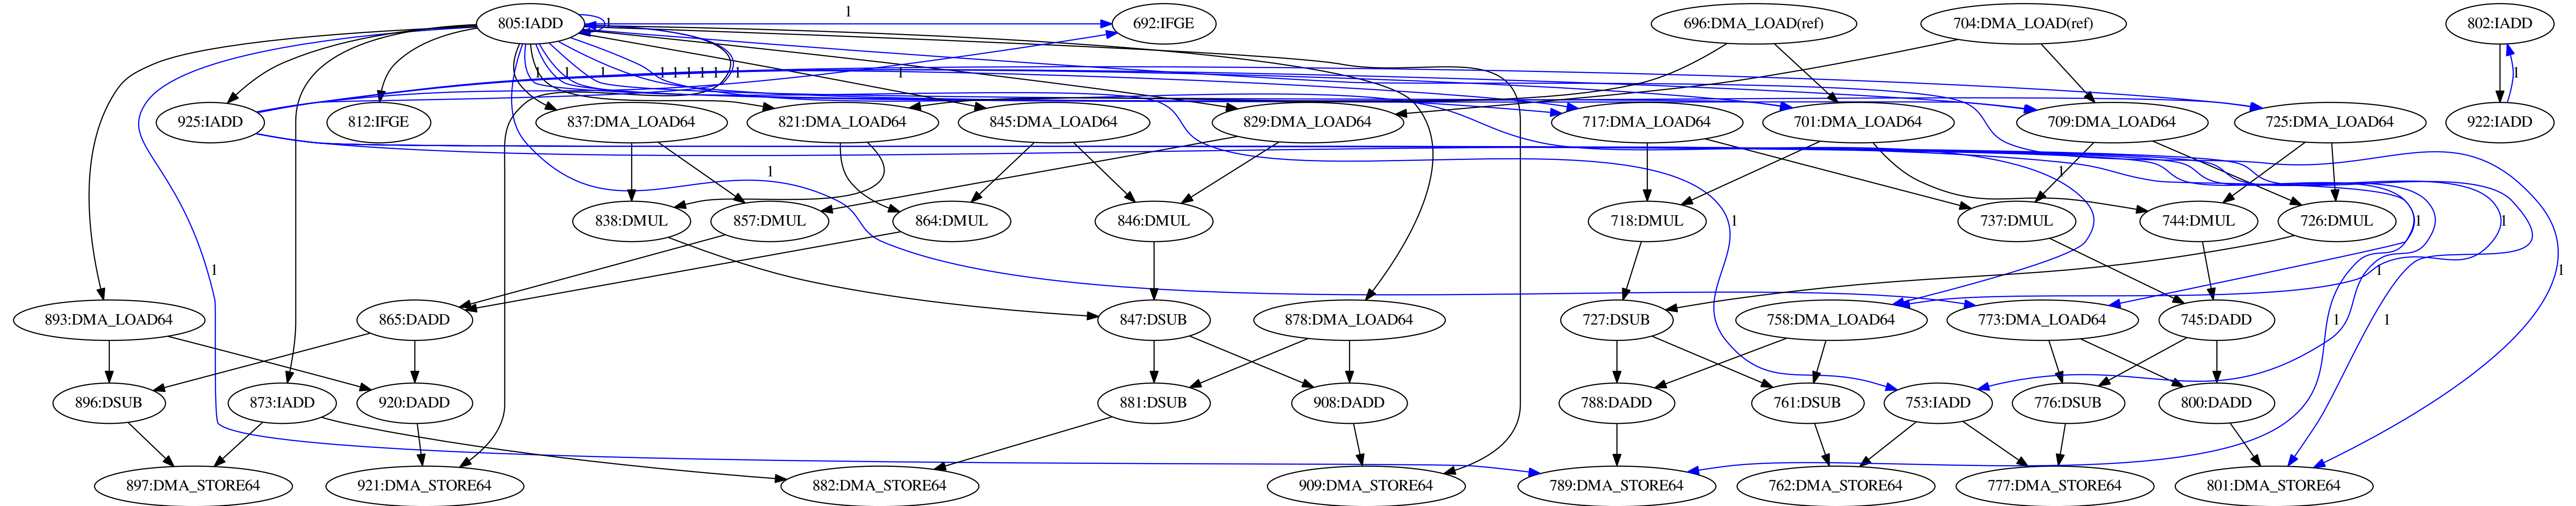 805:IADD 692:IFGE 696:DMA_LOAD(ref) 704:DMA_LOAD(ref) 802:IADD
1
1
1 1 1 1 1 1 1 1 1 1 1
925:IADD 812:IFGE 837:DMA_LOAD64 821:DMA_LOAD64 845:DMA_LOAD64 829:DMA_LOAD64 717:DMA_LOAD64 701:DMA_LOAD64 709:DMA_LOAD64 725:DMA_LOAD64 922:IADD
1 1
838:DMUL 857:DMUL 864:DMUL 846:DMUL 718:DMUL 737:DMUL 744:DMUL 726:DMUL
1 1 1
1 1 1
893:DMA_LOAD64 865:DADD 847:DSUB 878:DMA_LOAD64 727:DSUB 758:DMA_LOAD64 773:DMA_LOAD64 745:DADD
1 1
896:DSUB 873:IADD 920:DADD 881:DSUB 908:DADD 788:DADD 761:DSUB 753:IADD 776:DSUB 800:DADD
897:DMA_STORE64 921:DMA_STORE64 882:DMA_STORE64 909:DMA_STORE64 789:DMA_STORE64 762:DMA_STORE64 777:DMA_STORE64 801:DMA_STORE64